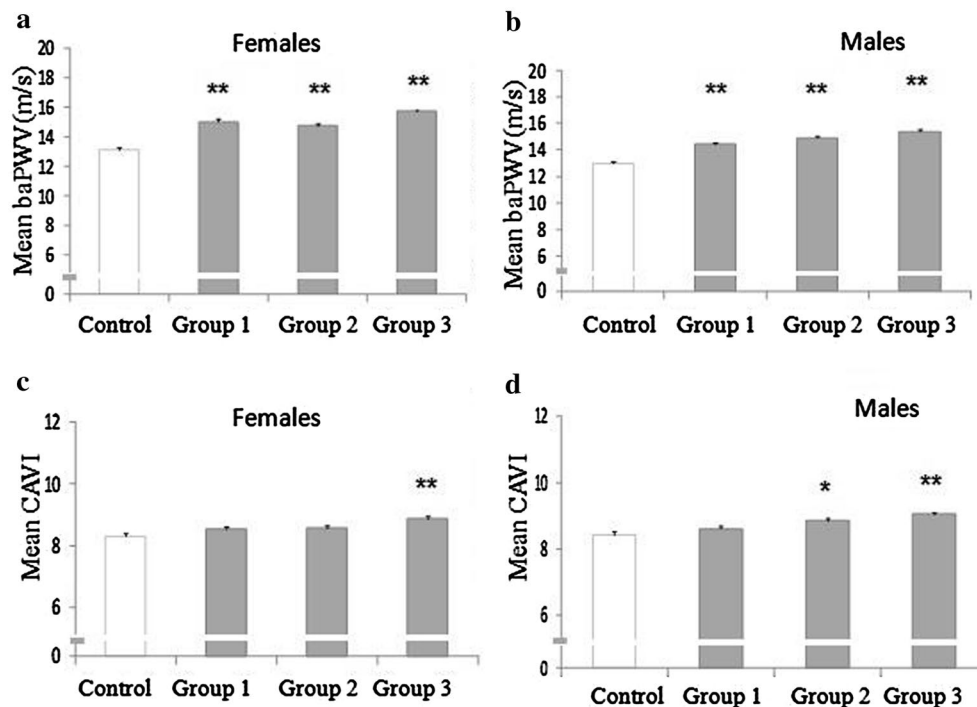 a
Females
Mean baPWV(m/s)
20
18
16
14
12
10
8
6
0
** ** **
Control Group 1 Group 2 Group 3
b
Males
Mean baPWV(m/s)
20
18
16
14
12
10
8
6
0
** ** **
Control Group 1 Group 2 Group 3
c
Females
Mean CAVI
12
10
8
6
0
**
Control Group 1 Group 2 Group 3
d
Males
Mean CAVI
12
10
8
6
0
* **
Control Group 1 Group 2 Group 3